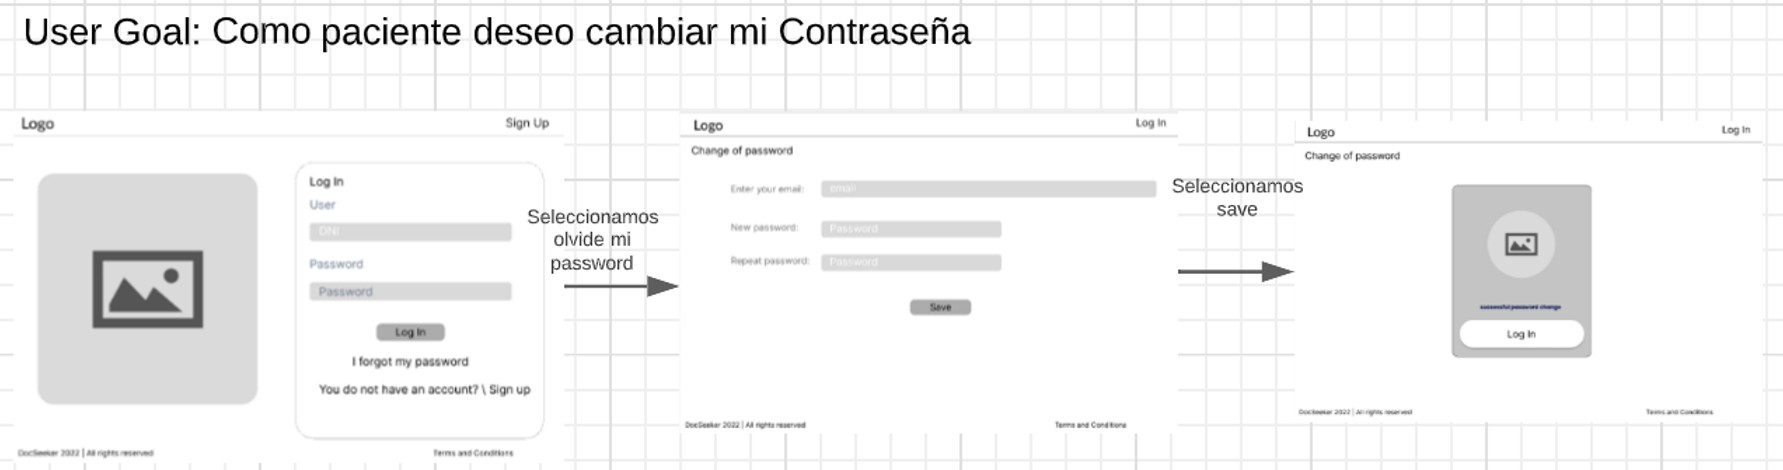 User Goal: Como paciente deseo cambiar mi Contraseña
Logo
Sign Up
Log In
User
DNI
Password
Password
Log In
I forgot my password
You do not have an account? \ Sign up
DocSeeker 2022 | All rights reserved
Terms and Conditions
Seleccionamos
olvide mi
password
Logo
Log In
Change of password
Enter your email:
email
New password:
Password
Repeat password:
Password
Save
DocSeeker 2022 | All rights reserved
Terms and Conditions
Seleccionamos
save
Logo
Log In
Change of password
successful password change
Log In
DocSeeker 2022 | All rights reserved
Terms and Conditions